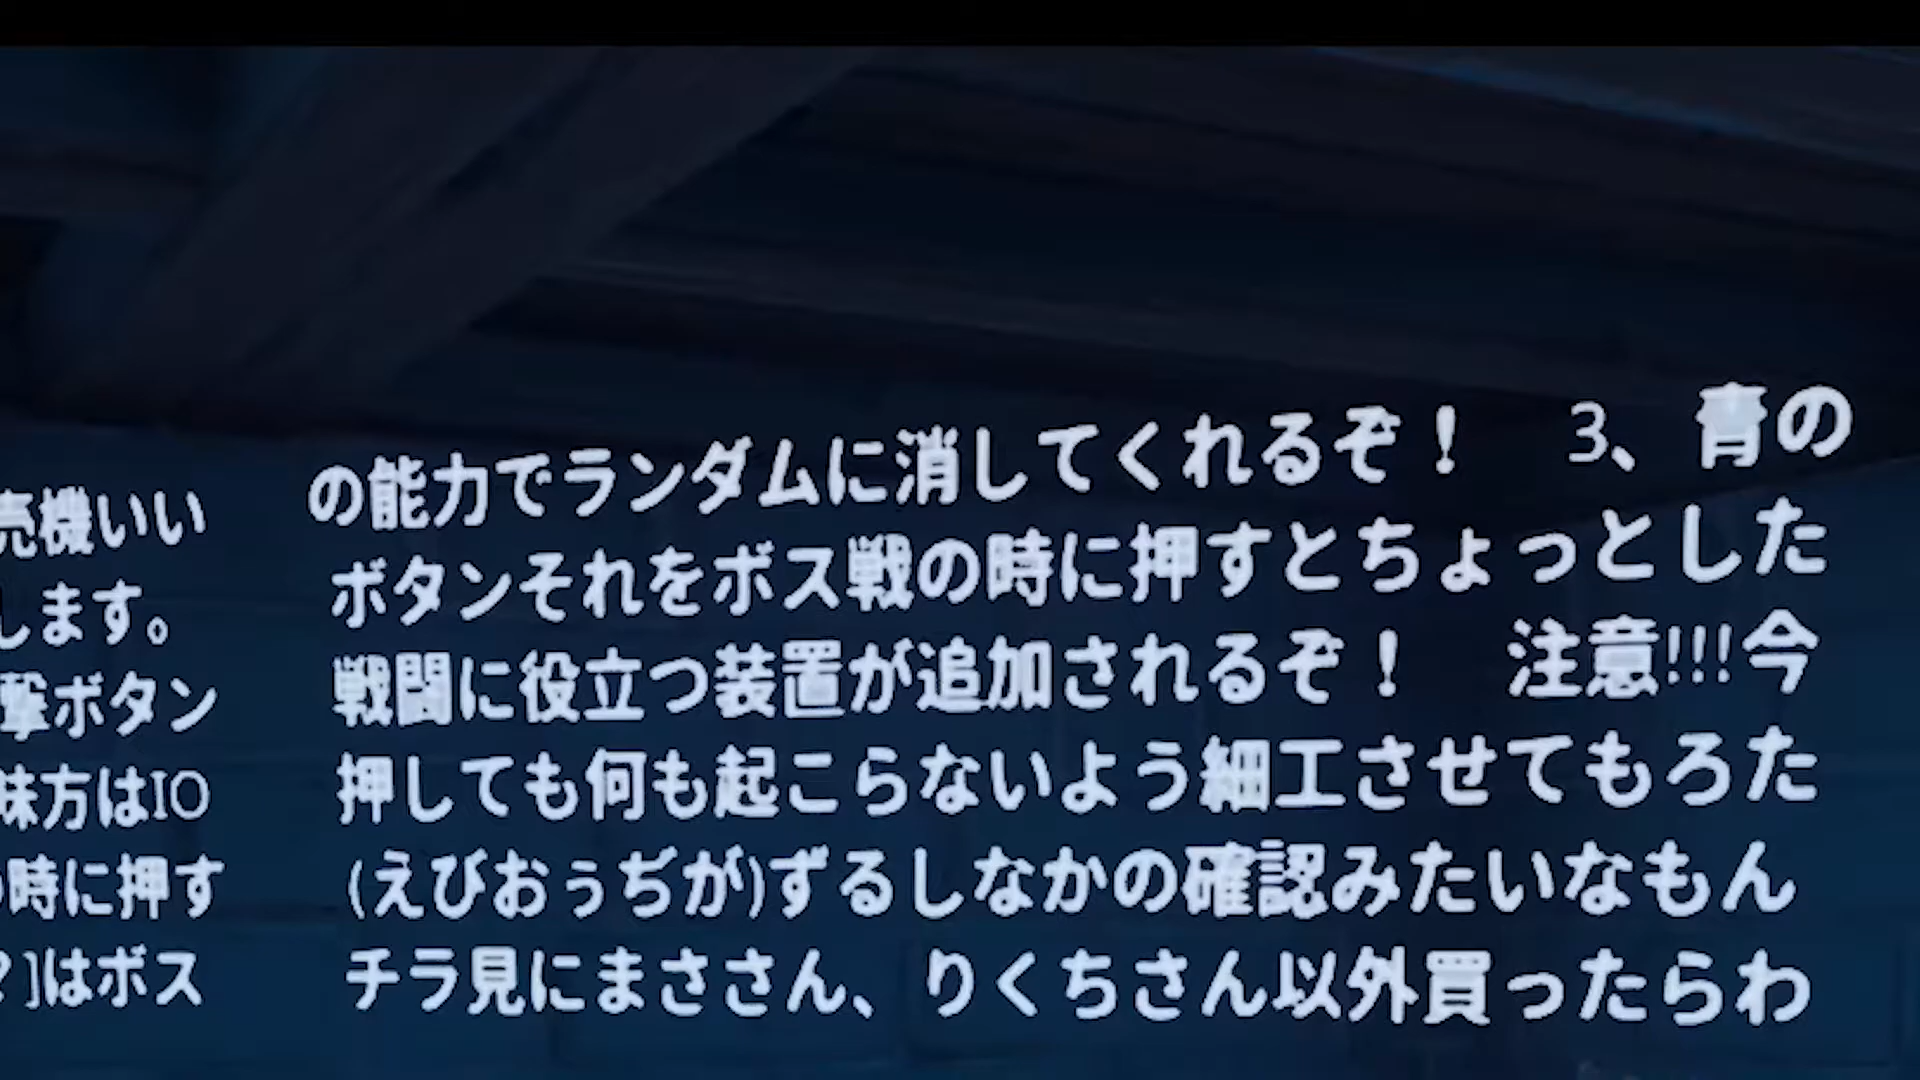 売機いい
します。
撃ボタン
味方はIO
時に押す
?]はボス
の能力でランダムに消してくれるぞ！　3、青の
ボタンそれをボス戦の時に押すとちょっとした
戦闘に役立つ装置が追加されるぞ！　注意!!!今
押しても何も起こらないよう細工させてもろた
(えびおぅぢが)ずるしなかの確認みたいなもん
チラ見にまささん、りくちさん以外買ったらわ